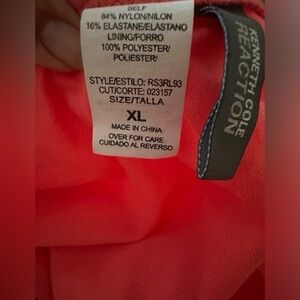 SELF
84% NYLON/NILON
16% ELASTANE/ELASTANO
LINING/FORRO
100% POLYESTER/
POLIESTER
STYLE/ESTILO: RS3RL93
CUT/CORTE: 023157
SIZE/TALLA
XL
MADE IN CHINA
OVER FOR CARE
CUIDADO AL REVERSO
KENNETH COLE
REACTION